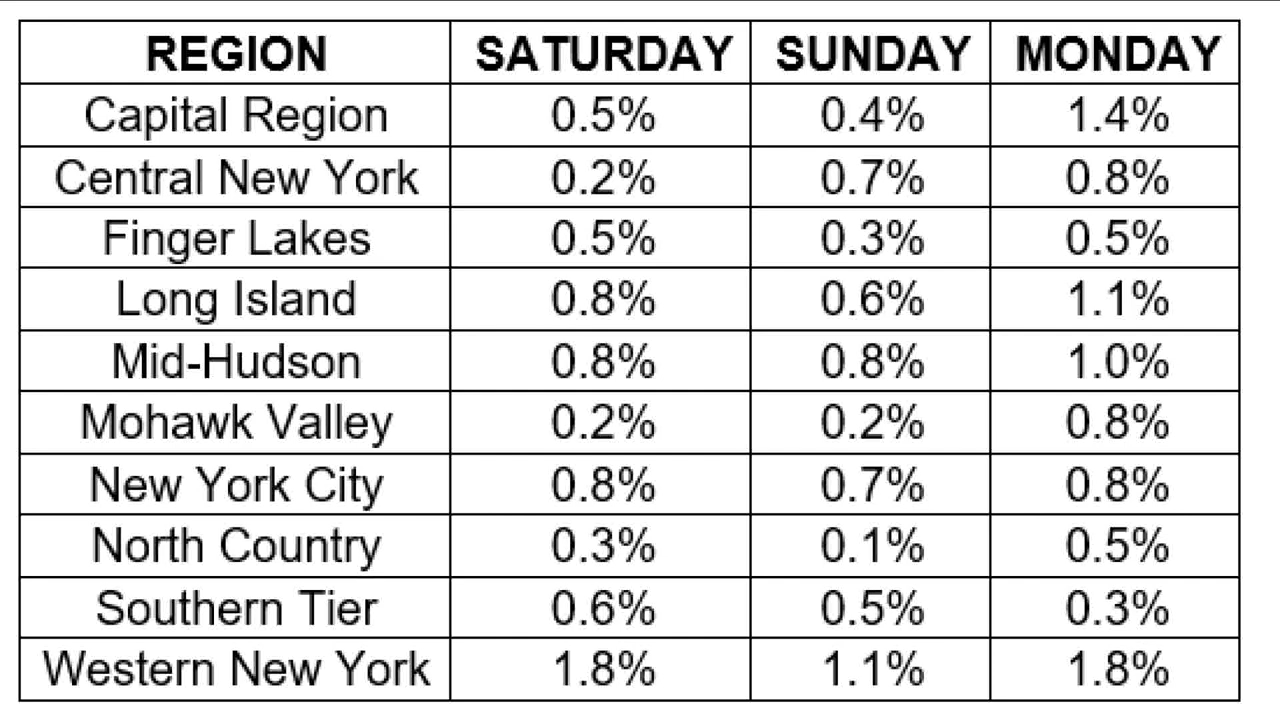 REGION SATURDAY SUNDAY MONDAY
Capital Region 0.5% 0.4% 1.4%
Central New York 0.2% 0.7% 0.8%
Finger Lakes 0.5% 0.3% 0.5%
Long Island 0.8% 0.6% 1.1%
Mid-Hudson 0.8% 0.8% 1.0%
Mohawk Valley 0.2% 0.2% 0.8%
New York City 0.8% 0.7% 0.8%
North Country 0.3% 0.1% 0.5%
Southern Tier 0.6% 0.5% 0.3%
Western New York 1.8% 1.1% 1.8%